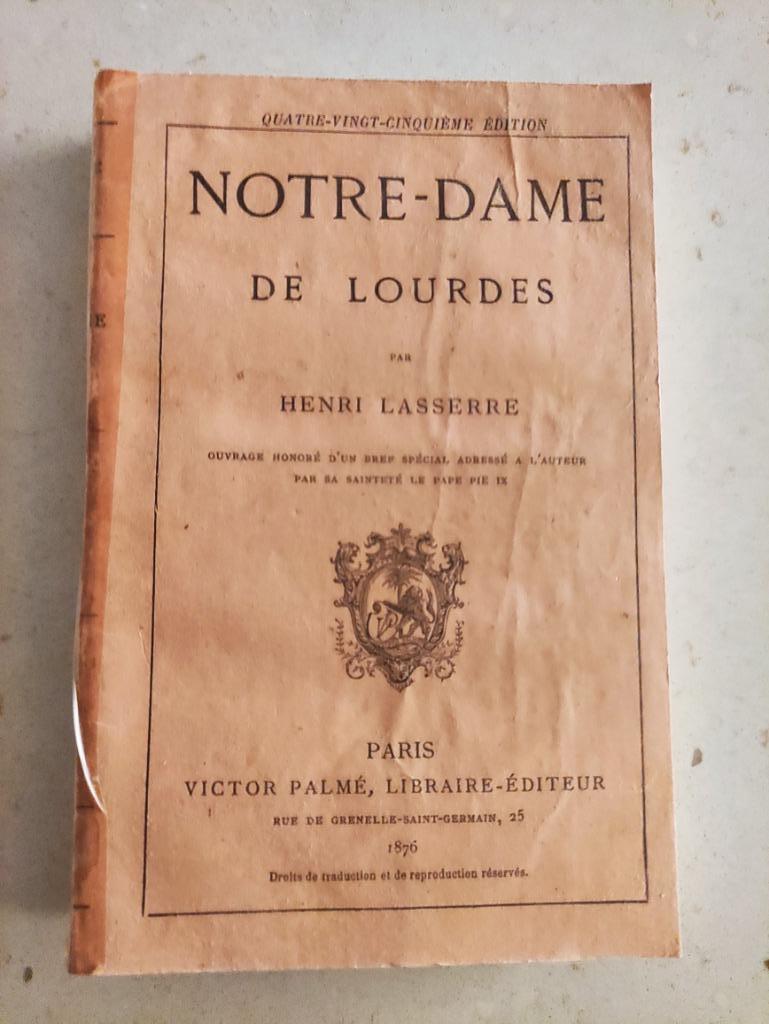 QUATRE-VINGT-CINQUIÈME ÉDITION
NOTRE-DAME
DE LOURDES
PAR
HENRI LASSERRE
OUVRAGE HONORÉ D'UN BREF SPÉCIAL ADRESSÉ A L'AUTEUR
PAR SA SAINTETÉ LE PAPE PIE IX
PARIS
VICTOR PALMÉ, LIBRAIRE-ÉDITEUR
RUE DE GRENELLE-SAINT-GERMAIN, 25
1876
Droits de traduction et de reproduction réservés.
E